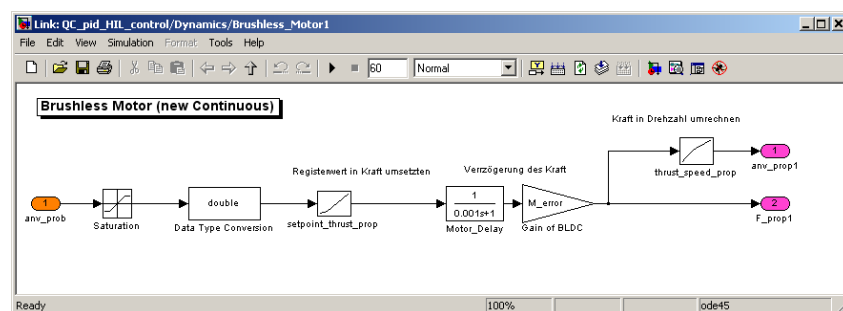 Link: QC_pid_HIL_control/Dynamics/Brushless_Motor1
File Edit View Simulation Format Tools Help
60 Normal
Brushless Motor (new Continuous)
Kraft in Drehzahl umrechnen
1
anv_prop1
thrust_speed_prop
Registerwert in Kraft umsetzten
Verrzögerung des Kraft
1
anv_prob
Saturation
double
Data Type Conversion
setpoint_thrust_prop
1
0.001s+1
Motor_Delay
M_error
Gain of BLDC
2
F_prop1
Ready 100% ode45